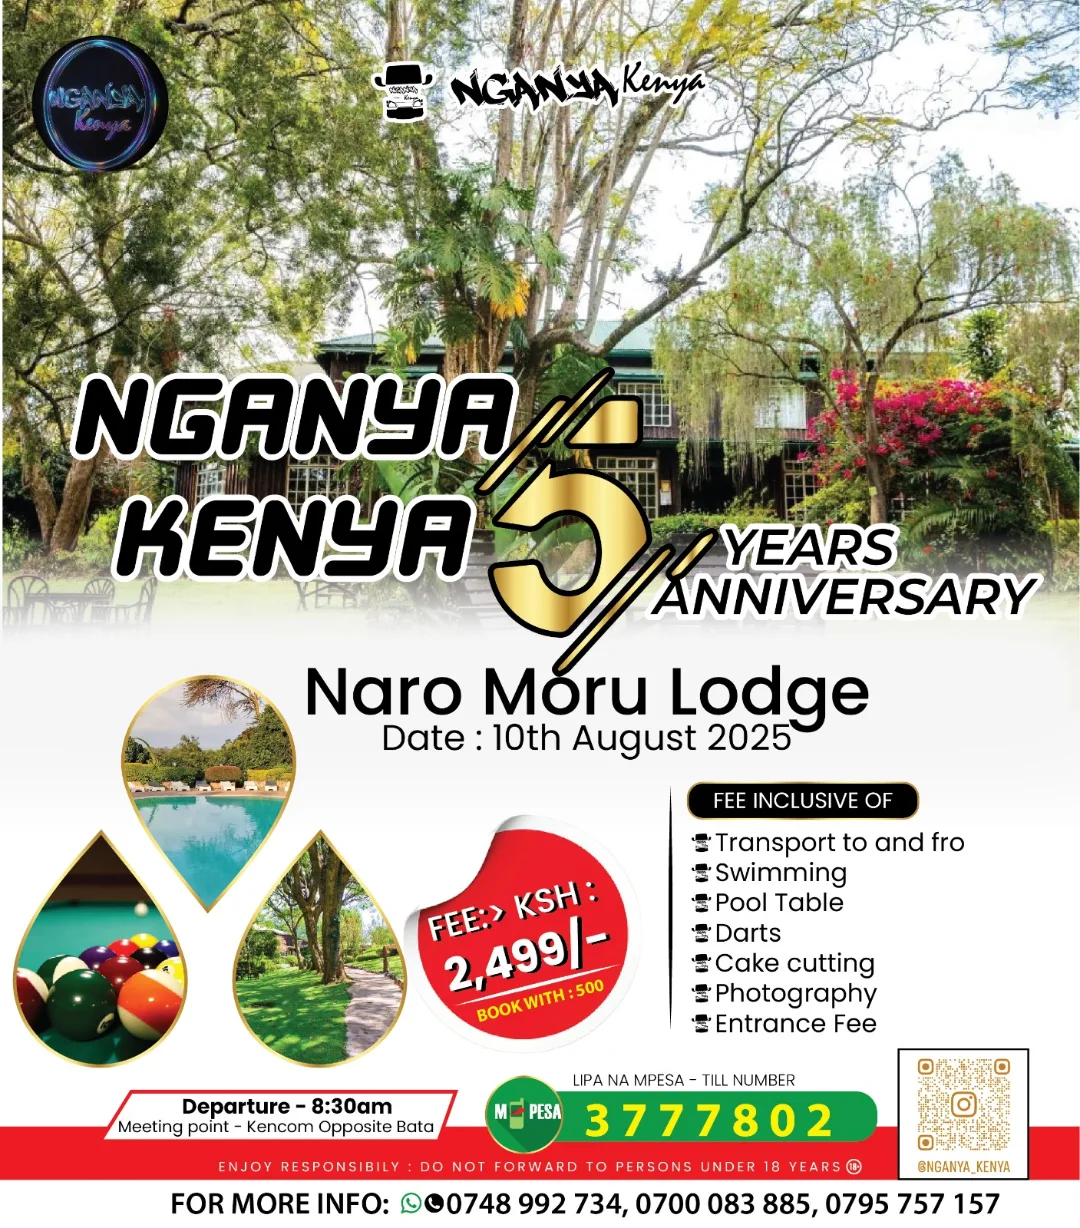 NGANYA
Kenya
NGANYA Kenya
NGANYA
KENYA
5
YEARS
ANNIVERSARY
Naro Moru Lodge
Date : 10th August 2025
FEE INCLUSIVE OF
Transport to and fro
Swimming
Pool Table
Darts
Cake cutting
Photography
Entrance Fee
FEE:> KSH :
2,499/-
BOOK WITH : 500
Departure - 8:30am
Meeting point - Kencom Opposite Bata
LIPA NA MPESA - TILL NUMBER
M-PESA
3777802
@NGANYA_KENYA
ENJOY RESPONSIBILY : DO NOT FORWARD TO PERSONS UNDER 18 YEARS 18+
FOR MORE INFO: 0748 992 734, 0700 083 885, 0795 757 157